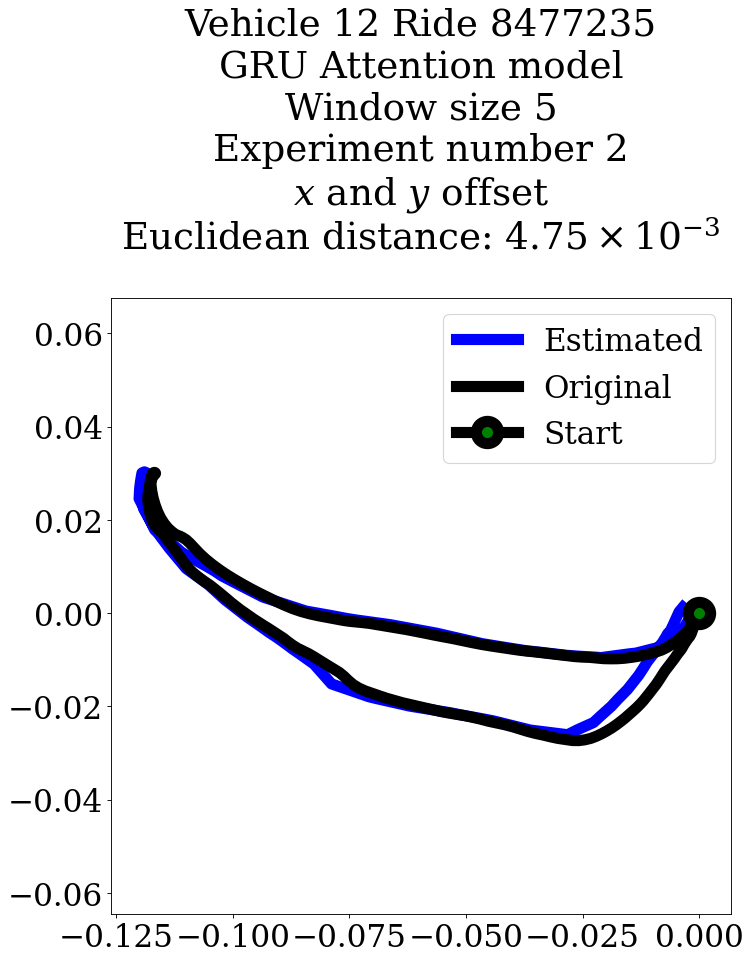 Vehicle 12 Ride 8477235
GRU Attention model
Window size 5
Experiment number 2
x and y offset
Euclidean distance: 4.75 × 10⁻³
Estimated
Original
Start
0.06
0.04
0.02
0.00
−0.02
−0.04
−0.06
−0.125 −0.100 −0.075 −0.050 −0.025 0.000